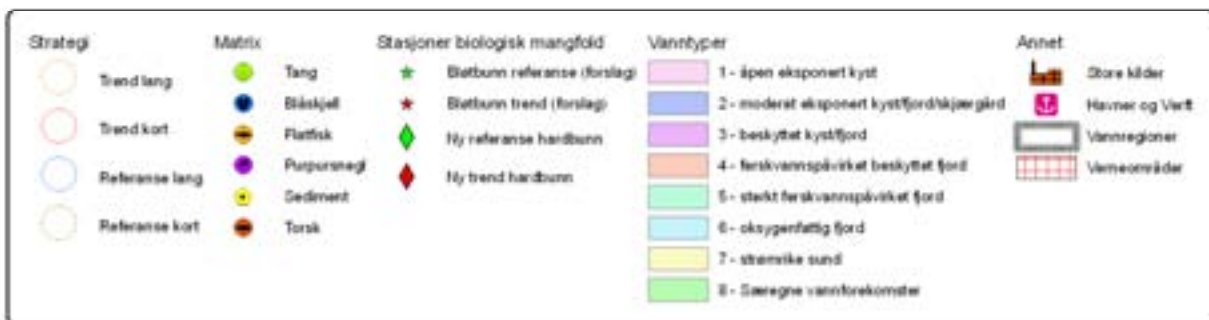 Strategi
Trend lang
Trend kort
Referanse lang
Referanse kort
Matrix
Tang
Blåskjell
Flatfisk
Purpursnegl
Sediment
Torsk
Stasjoner biologisk mangfold
Bløtbunn referanse (forslag)
Bløtbunn trend (forslag)
Ny referanse hardbunn
Ny trend hardbunn
Vanntyper
1 - åpen eksponert kyst
2 - moderat eksponert kyst/fjord/skjærgård
3 - beskyttet kyst/fjord
4 - ferskvannspåvirket beskyttet fjord
5 - sterkt ferskvannspåvirket fjord
6 - oksygenfattig fjord
7 - strømrike sund
8 - Særegne vannforekomster
Annet
Store kilder
Havner og Verft
Vannregioner
Verneområder